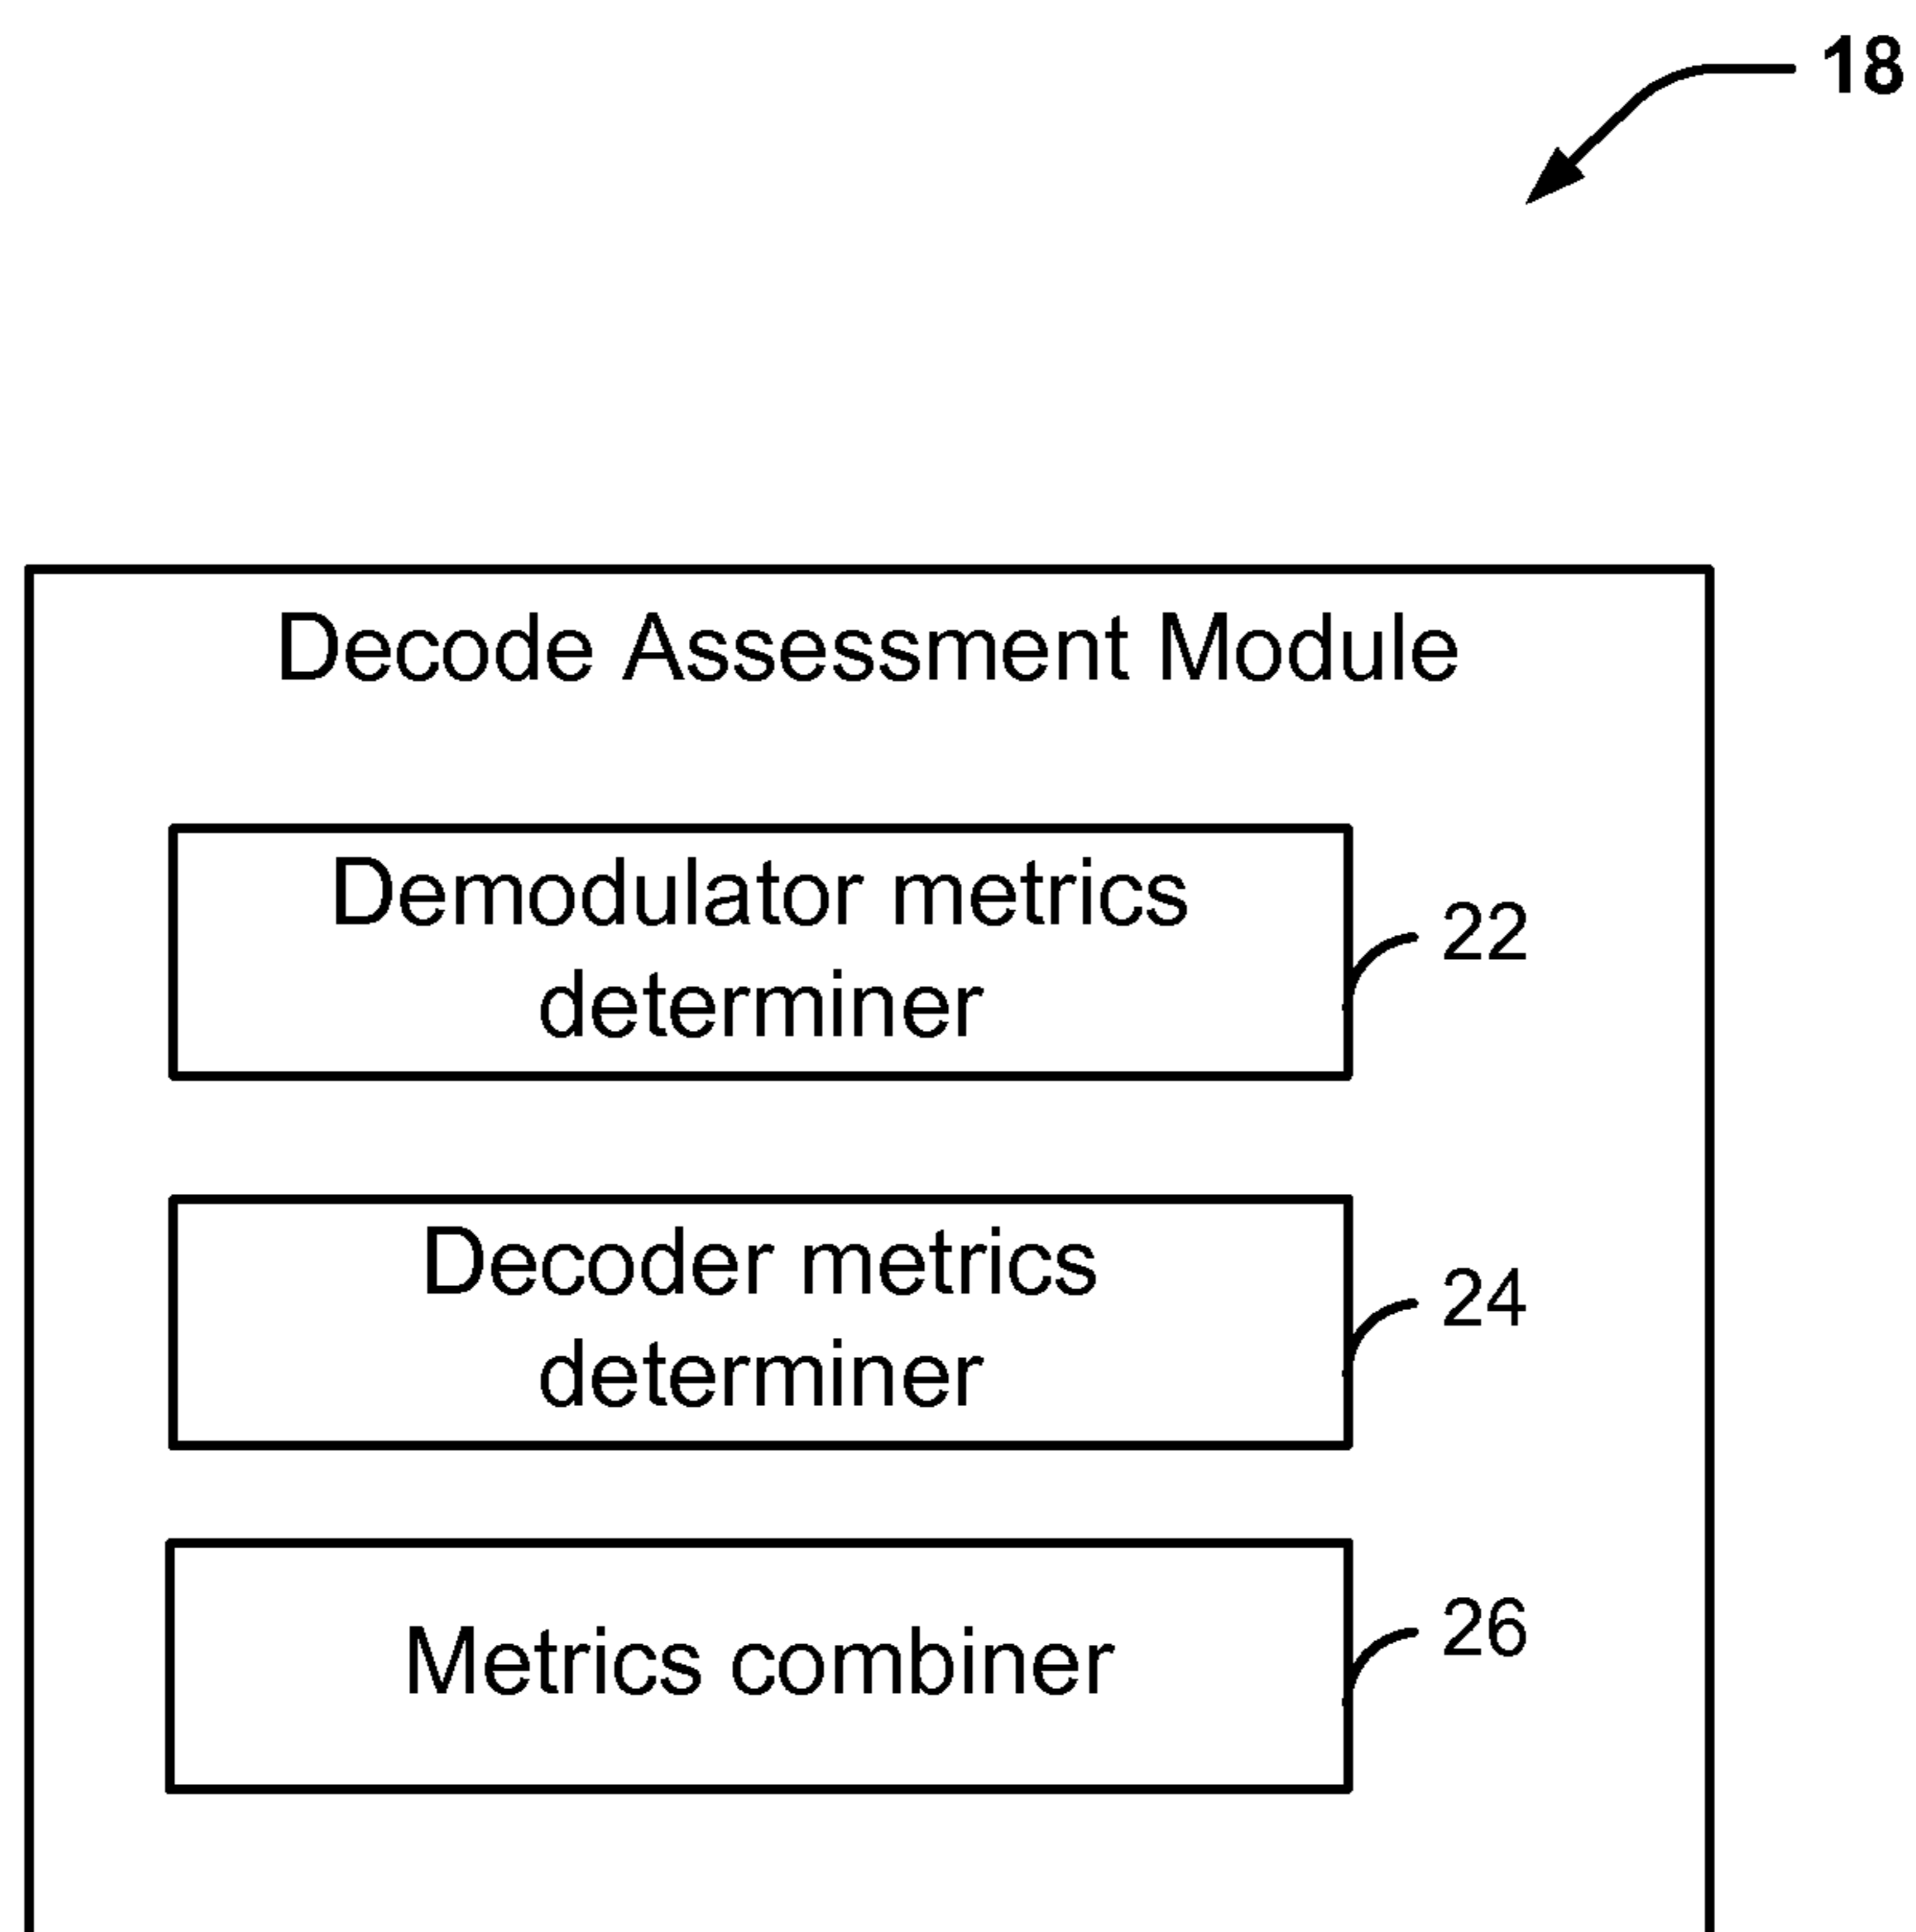 18
Decode Assessment Module
Demodulator metrics
determiner
22
Decoder metrics
determiner
24
Metrics combiner
26